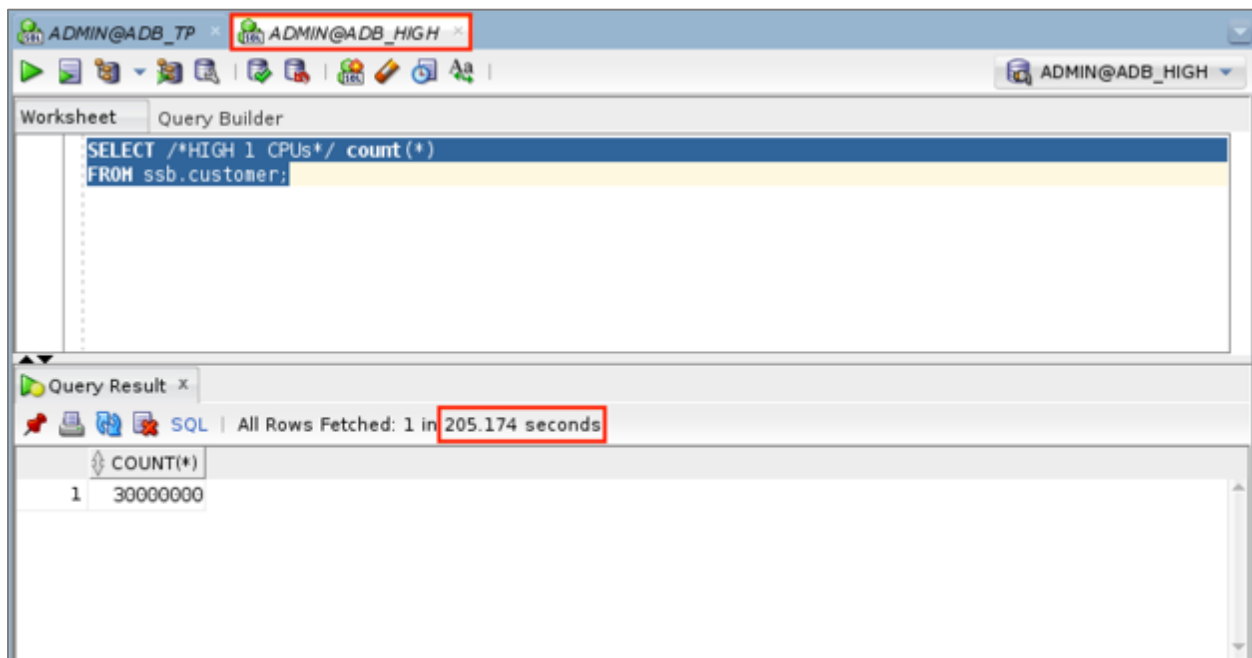 ADMIN@ADB_TP ADMIN@ADB_HIGH
ADMIN@ADB_HIGH
Worksheet Query Builder
SELECT /*HIGH 1 CPUs*/ count(*)
FROM ssb.customer;
Query Result x
SQL | All Rows Fetched: 1 in 205.174 seconds
COUNT(*)
1 30000000